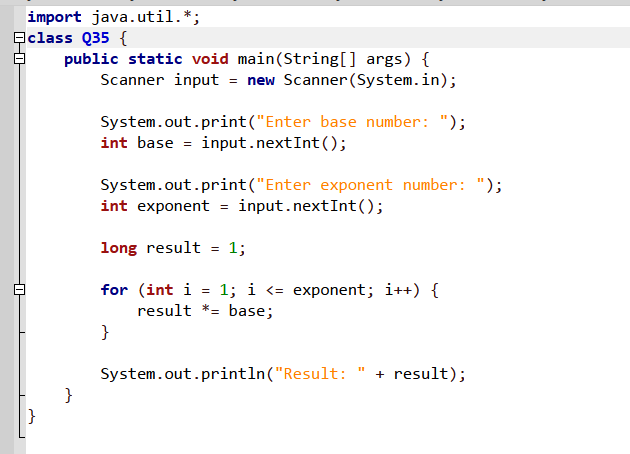 import java.util.*;
class Q35 {
public static void main(String[] args) {
Scanner input = new Scanner(System.in);
System.out.print("Enter base number: ");
int base = input.nextInt();
System.out.print("Enter exponent number: ");
int exponent = input.nextInt();
long result = 1;
for (int i = 1; i <= exponent; i++) {
result *= base;
}
System.out.println("Result: " + result);
}
}